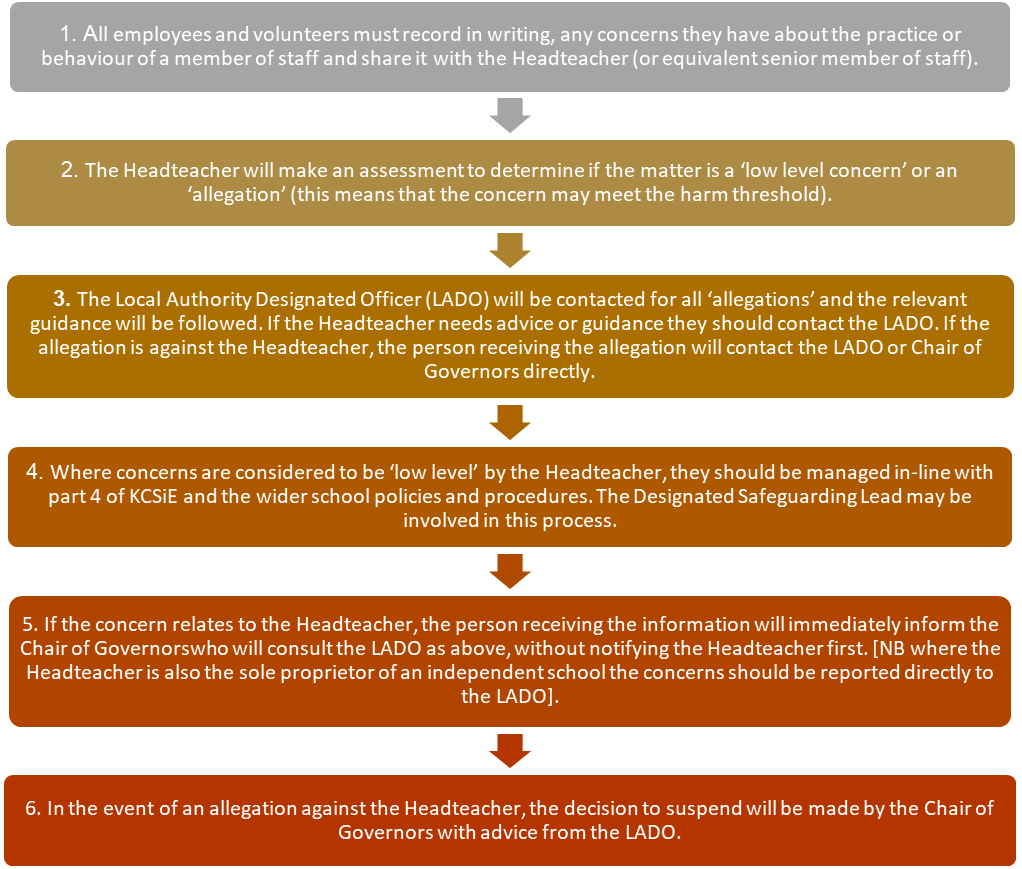 1. All employees and volunteers must record in writing, any concerns they have about the practice or
behaviour of a member of staff and share it with the Headteacher (or equivalent senior member of staff).
2. The Headteacher will make an assessment to determine if the matter is a ‘low level concern’ or an
‘allegation’ (this means that the concern may meet the harm threshold).
3. The Local Authority Designated Officer (LADO) will be contacted for all ‘allegations’ and the relevant
guidance will be followed. If the Headteacher needs advice or guidance they should contact the LADO. If the
allegation is against the Headteacher, the person receiving the allegation will contact the LADO or Chair of
Governors directly.
4. Where concerns are considered to be ‘low level’ by the Headteacher, they should be managed in-line with
part 4 of KCSiE and the wider school policies and procedures. The Designated Safeguarding Lead may be
involved in this process.
5. If the concern relates to the Headteacher, the person receiving the information will immediately inform the
Chair of Governorswho will consult the LADO as above, without notifying the Headteacher first. [NB where the
Headteacher is also the sole proprietor of an independent school the concerns should be reported directly to
the LADO].
6. In the event of an allegation against the Headteacher, the decision to suspend will be made by the Chair of
Governors with advice from the LADO.